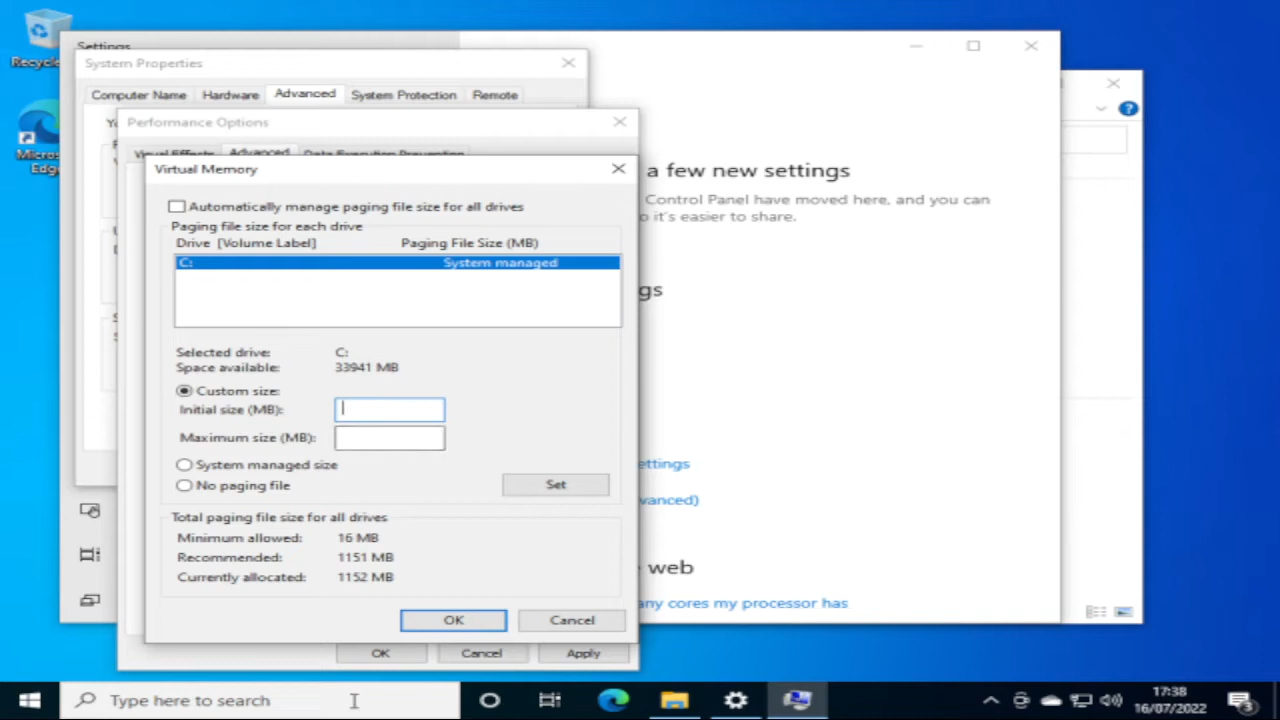 Recycle
Micros
Edg
Settings
System Properties
Computer Name Hardware Advanced System Protection Remote
Yo
Performance Options
Visual Effects Advanced Data Execution Prevention
Virtual Memory
Automatically manage paging file size for all drives
Paging file size for each drive
Drive [Volume Label] Paging File Size (MB)
C: System managed
Selected drive: C:
Space available: 33941 MB
Custom size:
Initial size (MB):
Maximum size (MB):
System managed size
No paging file
Set
Total paging file size for all drives
Minimum allowed: 16 MB
Recommended: 1151 MB
Currently allocated: 1152 MB
OK Cancel
OK Cancel Apply
a few new settings
Control Panel have moved here, and you can
o it's easier to share.
gs
ettings
vanced)
web
any cores my processor has
Type here to search
17:38
16/07/2022
3